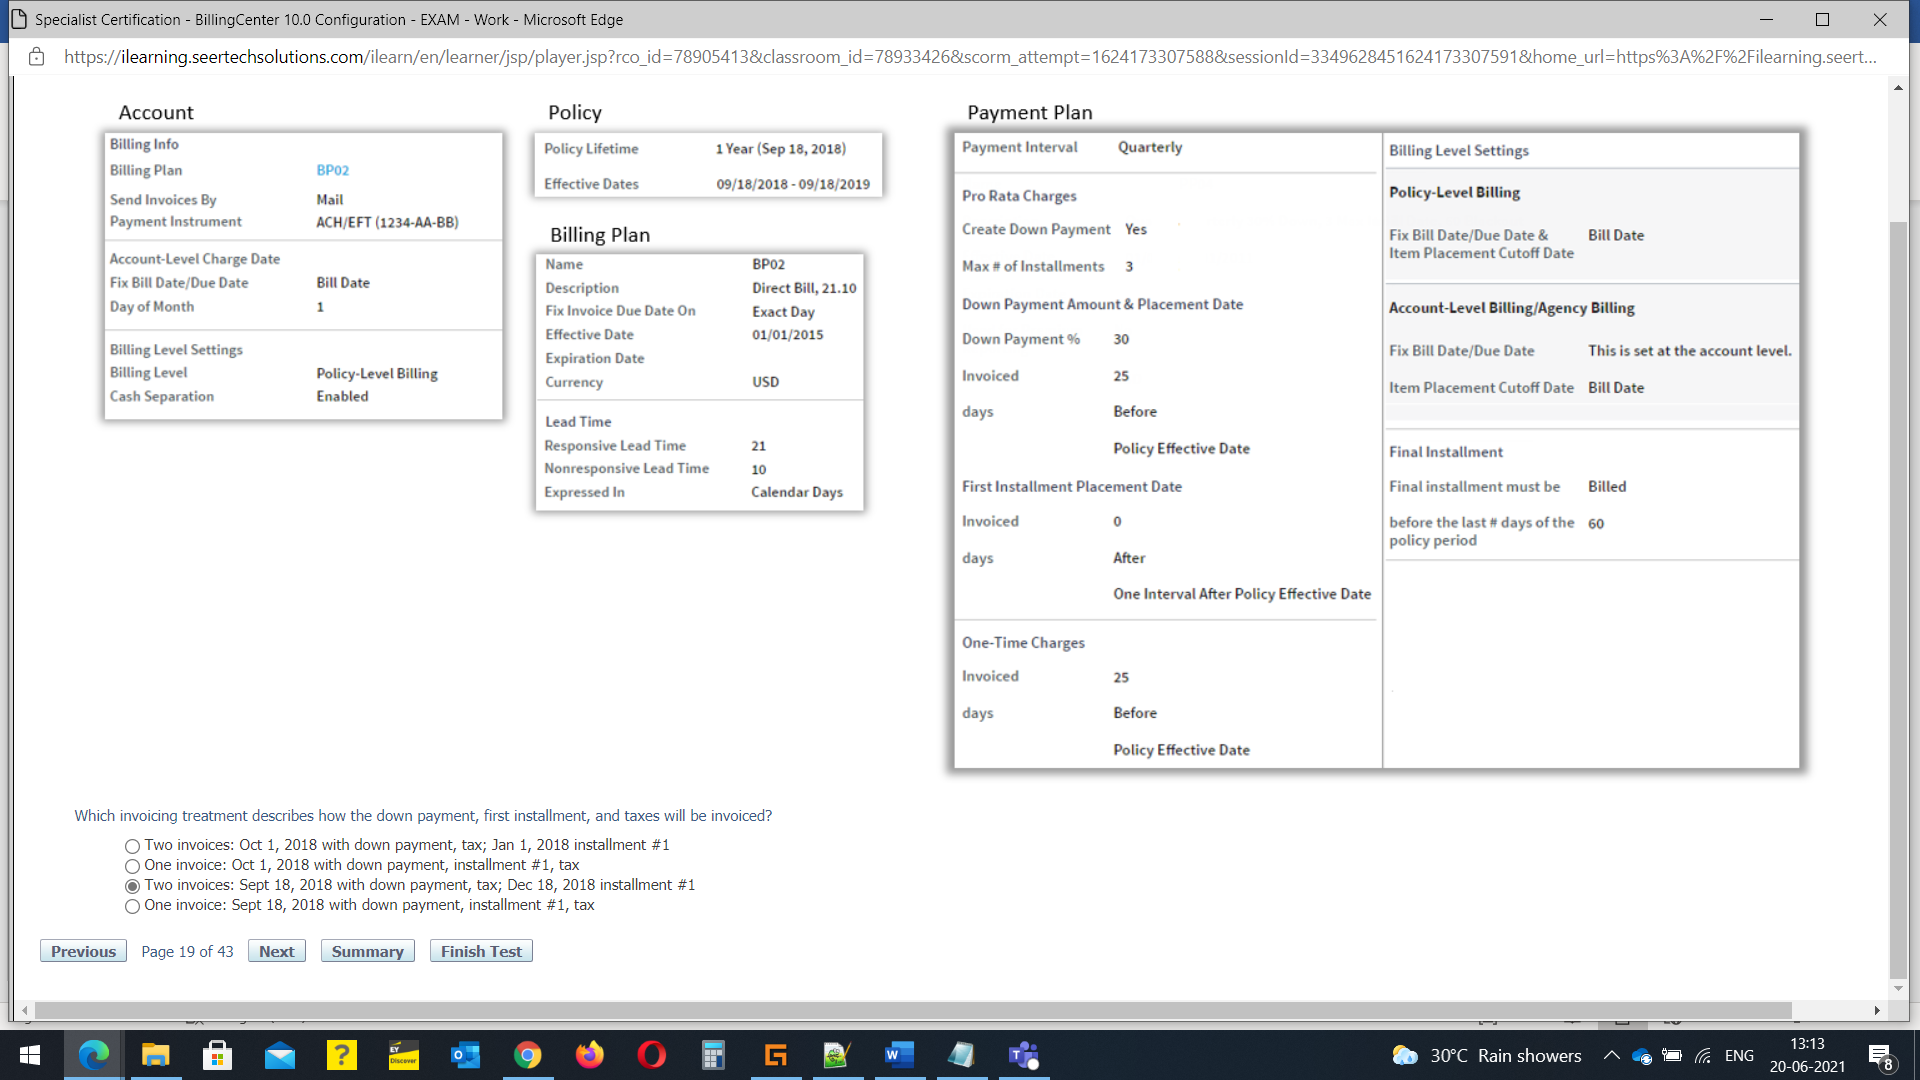 Specialist Certification - BillingCenter 10.0 Configuration - EXAM - Work - Microsoft Edge
https://ilearning.seertechsolutions.com/ilearn/en/learner/jsp/player.jsp?rco_id=78905413&classroom_id=78933426&scorm_attempt=1624173307588&sessionId=3349628451624173307591&home_url=https%3A%2F%2Filearning.seert...
Account
Billing Info
Billing Plan BP02
Send Invoices By Mail
Payment Instrument ACH/EFT (1234-AA-BB)
Account-Level Charge Date
Fix Bill Date/Due Date Bill Date
Day of Month 1
Billing Level Settings
Billing Level Policy-Level Billing
Cash Separation Enabled
Policy
Policy Lifetime 1 Year (Sep 18, 2018)
Effective Dates 09/18/2018 - 09/18/2019
Billing Plan
Name BP02
Description Direct Bill, 21.10
Fix Invoice Due Date On Exact Day
Effective Date 01/01/2015
Expiration Date
Currency USD
Lead Time
Responsive Lead Time 21
Nonresponsive Lead Time 10
Expressed In Calendar Days
Payment Plan
Payment Interval Quarterly
Pro Rata Charges
Create Down Payment Yes
Max # of Installments 3
Down Payment Amount & Placement Date
Down Payment % 30
Invoiced 25
days Before
Policy Effective Date
First Installment Placement Date
Invoiced 0
days After
One Interval After Policy Effective Date
One-Time Charges
Invoiced 25
days Before
Policy Effective Date
Billing Level Settings
Policy-Level Billing
Fix Bill Date/Due Date & Bill Date
Item Placement Cutoff Date
Account-Level Billing/Agency Billing
Fix Bill Date/Due Date This is set at the account level.
Item Placement Cutoff Date Bill Date
Final Installment
Final installment must be Billed
before the last # days of the 60
policy period
Which invoicing treatment describes how the down payment, first installment, and taxes will be invoiced?
Two invoices: Oct 1, 2018 with down payment, tax; Jan 1, 2018 installment #1
One invoice: Oct 1, 2018 with down payment, installment #1, tax
Two invoices: Sept 18, 2018 with down payment, tax; Dec 18, 2018 installment #1
One invoice: Sept 18, 2018 with down payment, installment #1, tax
Previous Page 19 of 43 Next Summary Finish Test
EY
Discover
30°C Rain showers
ENG
13:13
20-06-2021
8